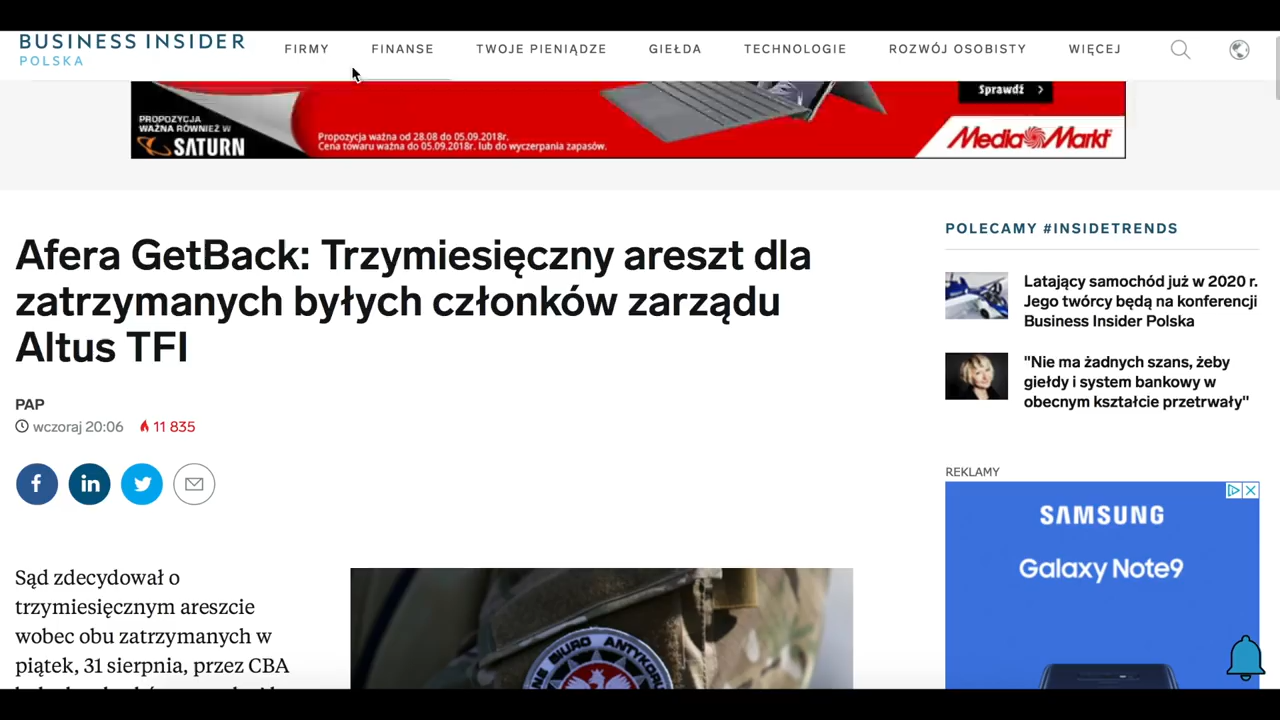 BUSINESS INSIDER
POLSKA
FIRMY
FINANSE
TWOJE PIENIĄDZE
GIEŁDA
TECHNOLOGIE
ROZWÓJ OSOBISTY
WIĘCEJ
Sprawdź
PROPOZYCJA
WAŻNA RÓWNIEŻ W
SATURN
Propozycja ważna od 28.08 do 05.09.2018r.
Cena towaru ważna do 05.09.2018r. lub do wyczerpania zapasów.
Media Markt
Afera GetBack: Trzymiesięczny areszt dla
zatrzymanych byłych członków zarządu
Altus TFI
PAP
wczoraj 20:06
11 835
Sąd zdecydował o
trzymiesięcznym areszcie
wobec obu zatrzymanych w
piątek, 31 sierpnia, przez CBA
BIURO ANTYKORU
POLECAMY #INSIDETRENDS
Latający samochód już w 2020 r.
Jego twórcy będą na konferencji
Business Insider Polska
"Nie ma żadnych szans, żeby
giełdy i system bankowy w
obecnym kształcie przetrwały"
REKLAMY
SAMSUNG
Galaxy Note9